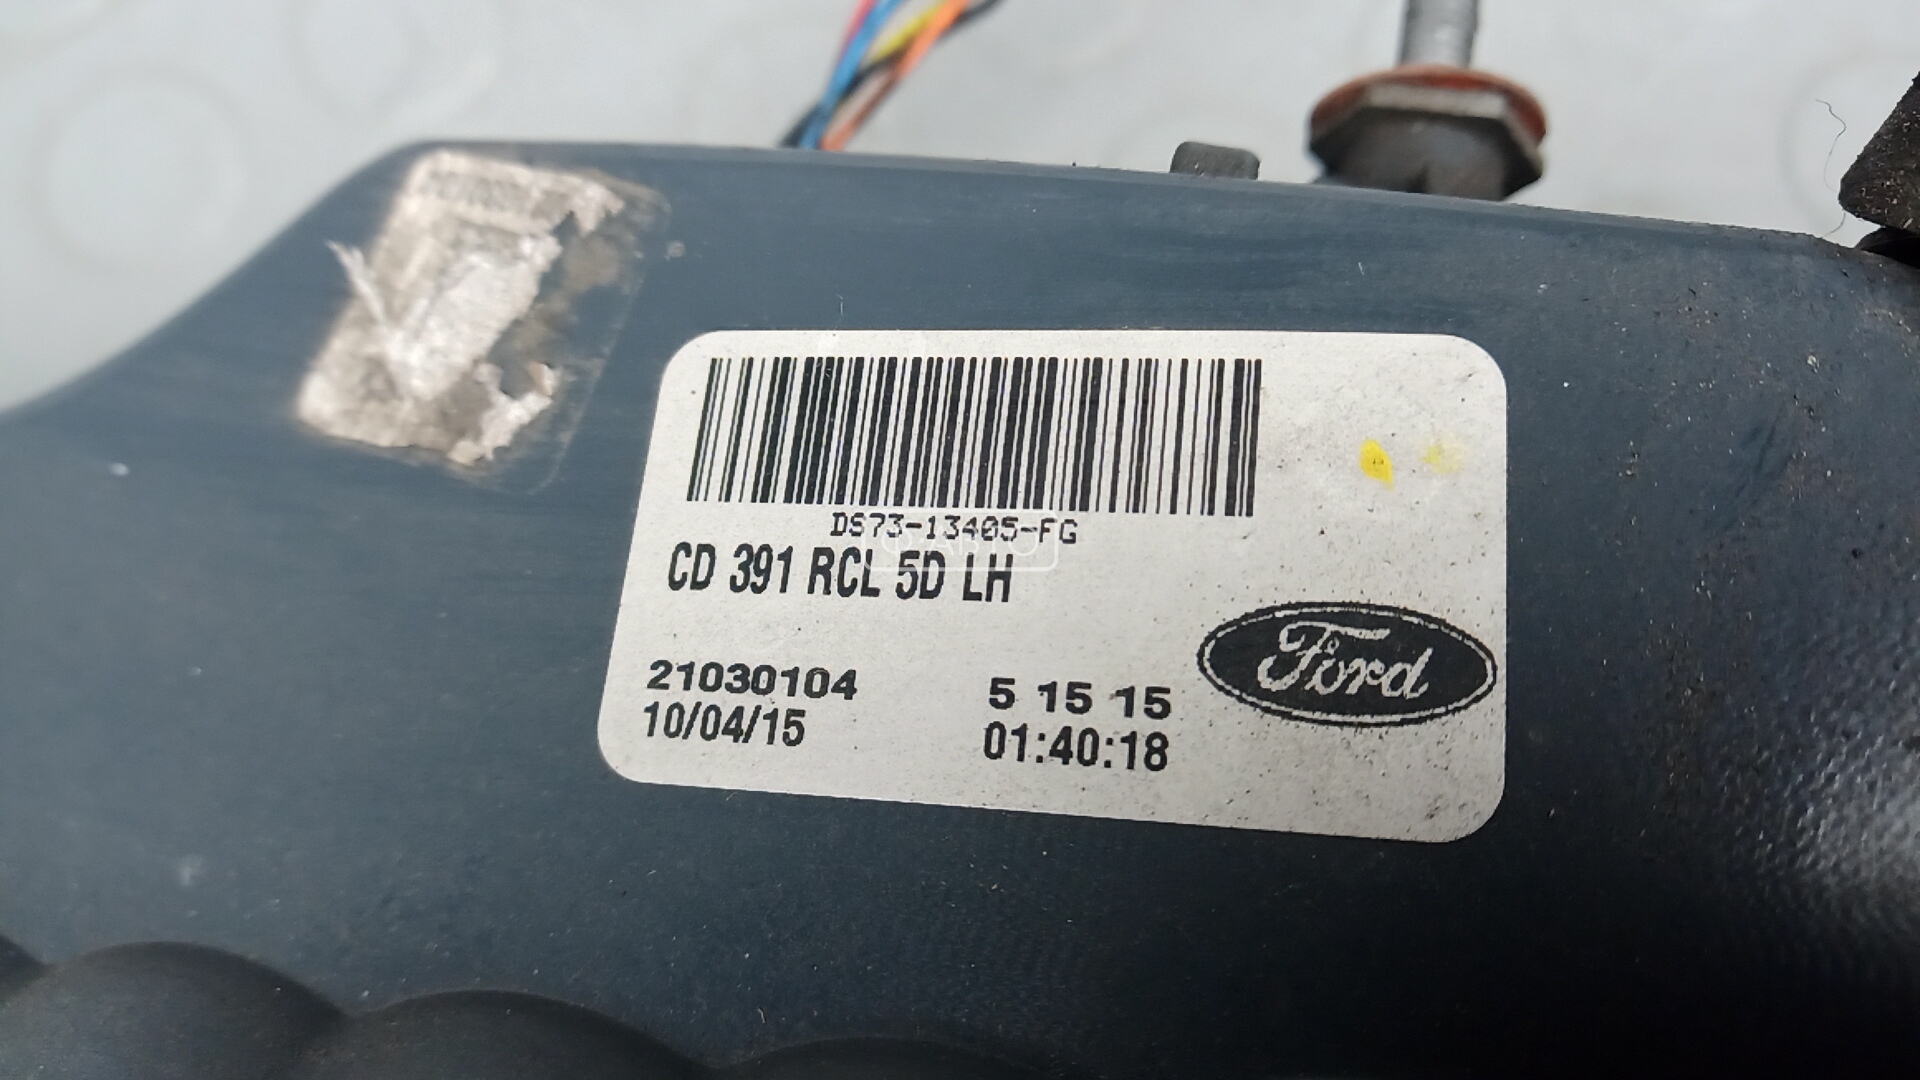 DS73-13405-FG
CD 391 RCL 5D LH
21030104 5 15 15
10/04/15 01:40:18
Ford